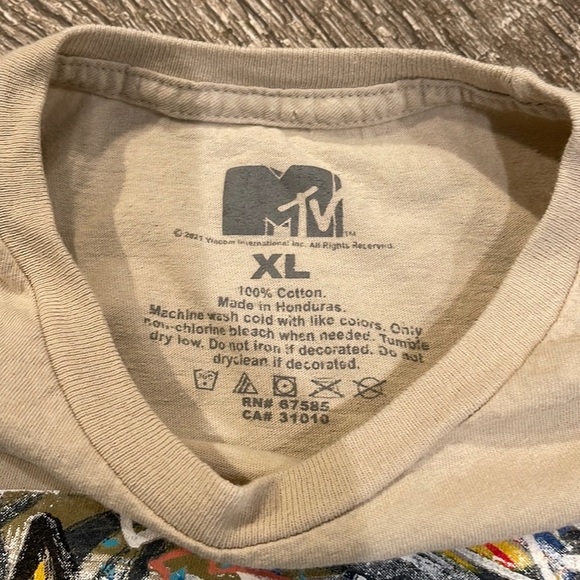 MTV™
© 2021 Viacom International Inc. All Rights Reserved.
XL
100% Cotton.
Made in Honduras.
Machine wash cold with like colors. Only
non-chlorine bleach when needed. Tumble
dry low. Do not iron if decorated. Do not
dryclean if decorated.
RN# 67585
CA# 31010